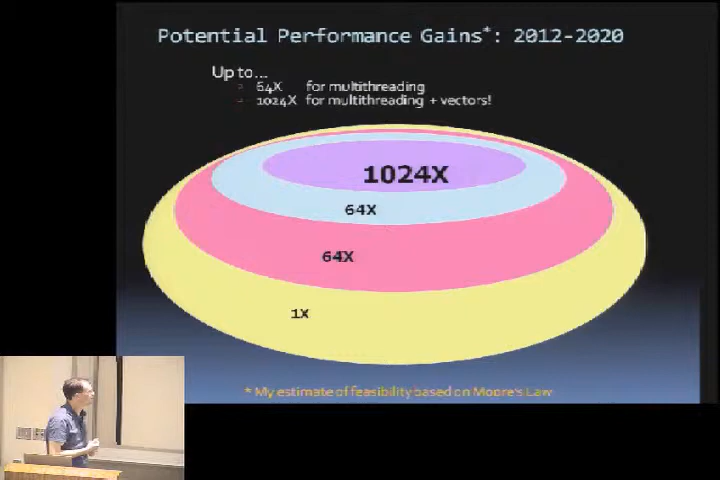 Potential Performance Gains*: 2012-2020
Up to...
- 64X for multithreading
- 1024X for multithreading + vectors!
1024X
64X
64X
1X
* My estimate of feasibility based on Moore's Law